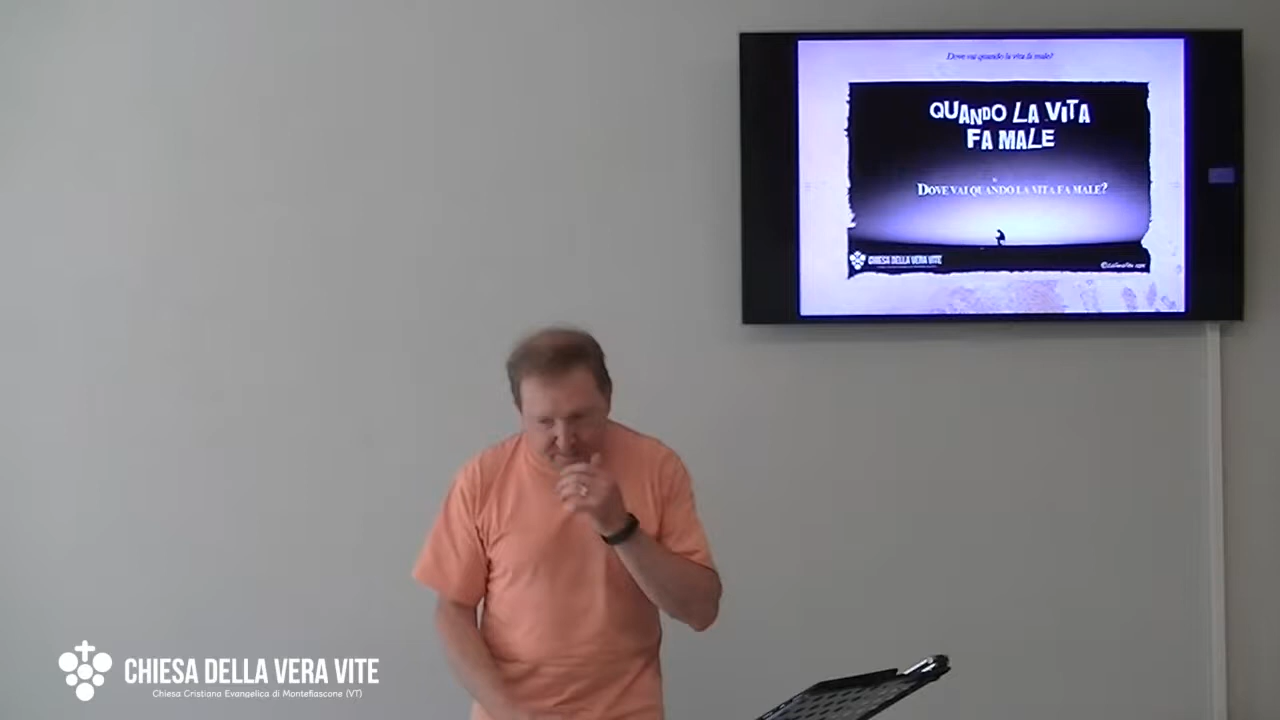 Dove vai quando la vita fa male?
QUANDO LA VITA
FA MALE
DOVE VAI QUANDO LA VITA FA MALE?
CHIESA DELLA VERA VITE
CHIESA DELLA VERA VITE
Chiesa Cristiana Evangelica di Montefiascone (VT)